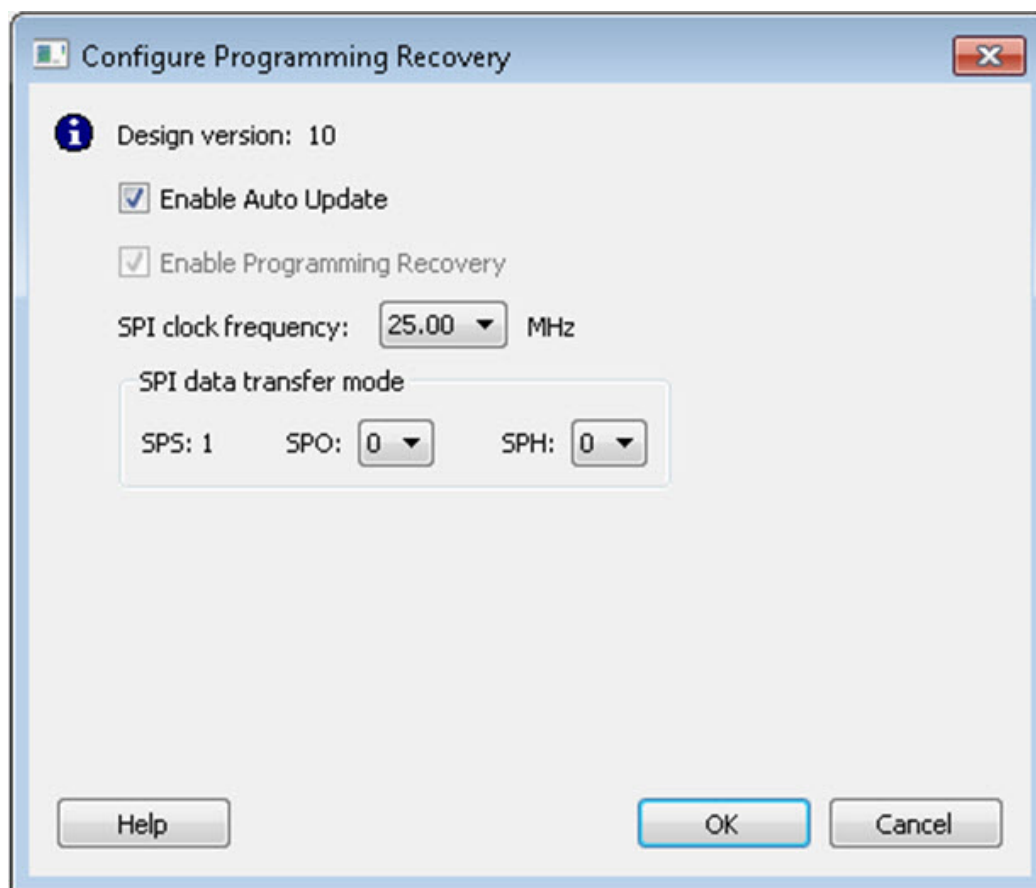 Configure Programming Recovery
Design version: 10
Enable Auto Update
Enable Programming Recovery
SPI clock frequency: 25.00 MHz
SPI data transfer mode
SPS: 1 SPO: 0 SPH: 0
Help OK Cancel